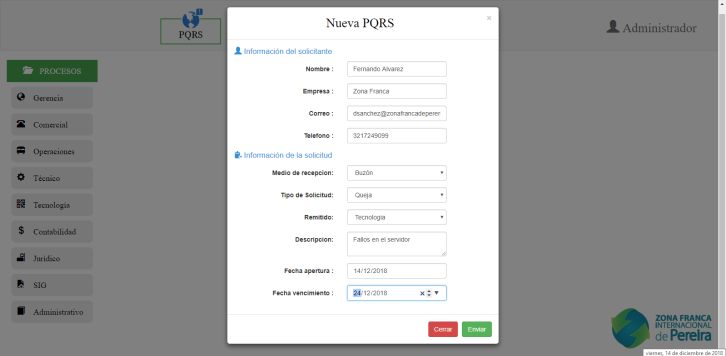 Nueva PQRS
×
PQRS
Administrador
PROCESOS
Gerencia
Comercial
Operaciones
Técnico
Tecnologia
Contabilidad
Jurídico
SIG
Administrativo
Información del solicitante
Nombre : Fernando Alvarez
Empresa : Zona Franca
Correo : dsanchez@zonafrancadeperer
Telefono : 3217249099
Información de la solicitud
Medio de recepcion: Buzón
Tipo de Solicitud: Queja
Remitido: Tecnologia
Descripcion: Fallos en el servidor
Fecha apertura : 14/12/2018
Fecha vencimiento : 24/12/2018
Cerrar Enviar
ZONA FRANCA
INTERNACIONAL
de Pereira
viernes, 14 de diciembre de 2018